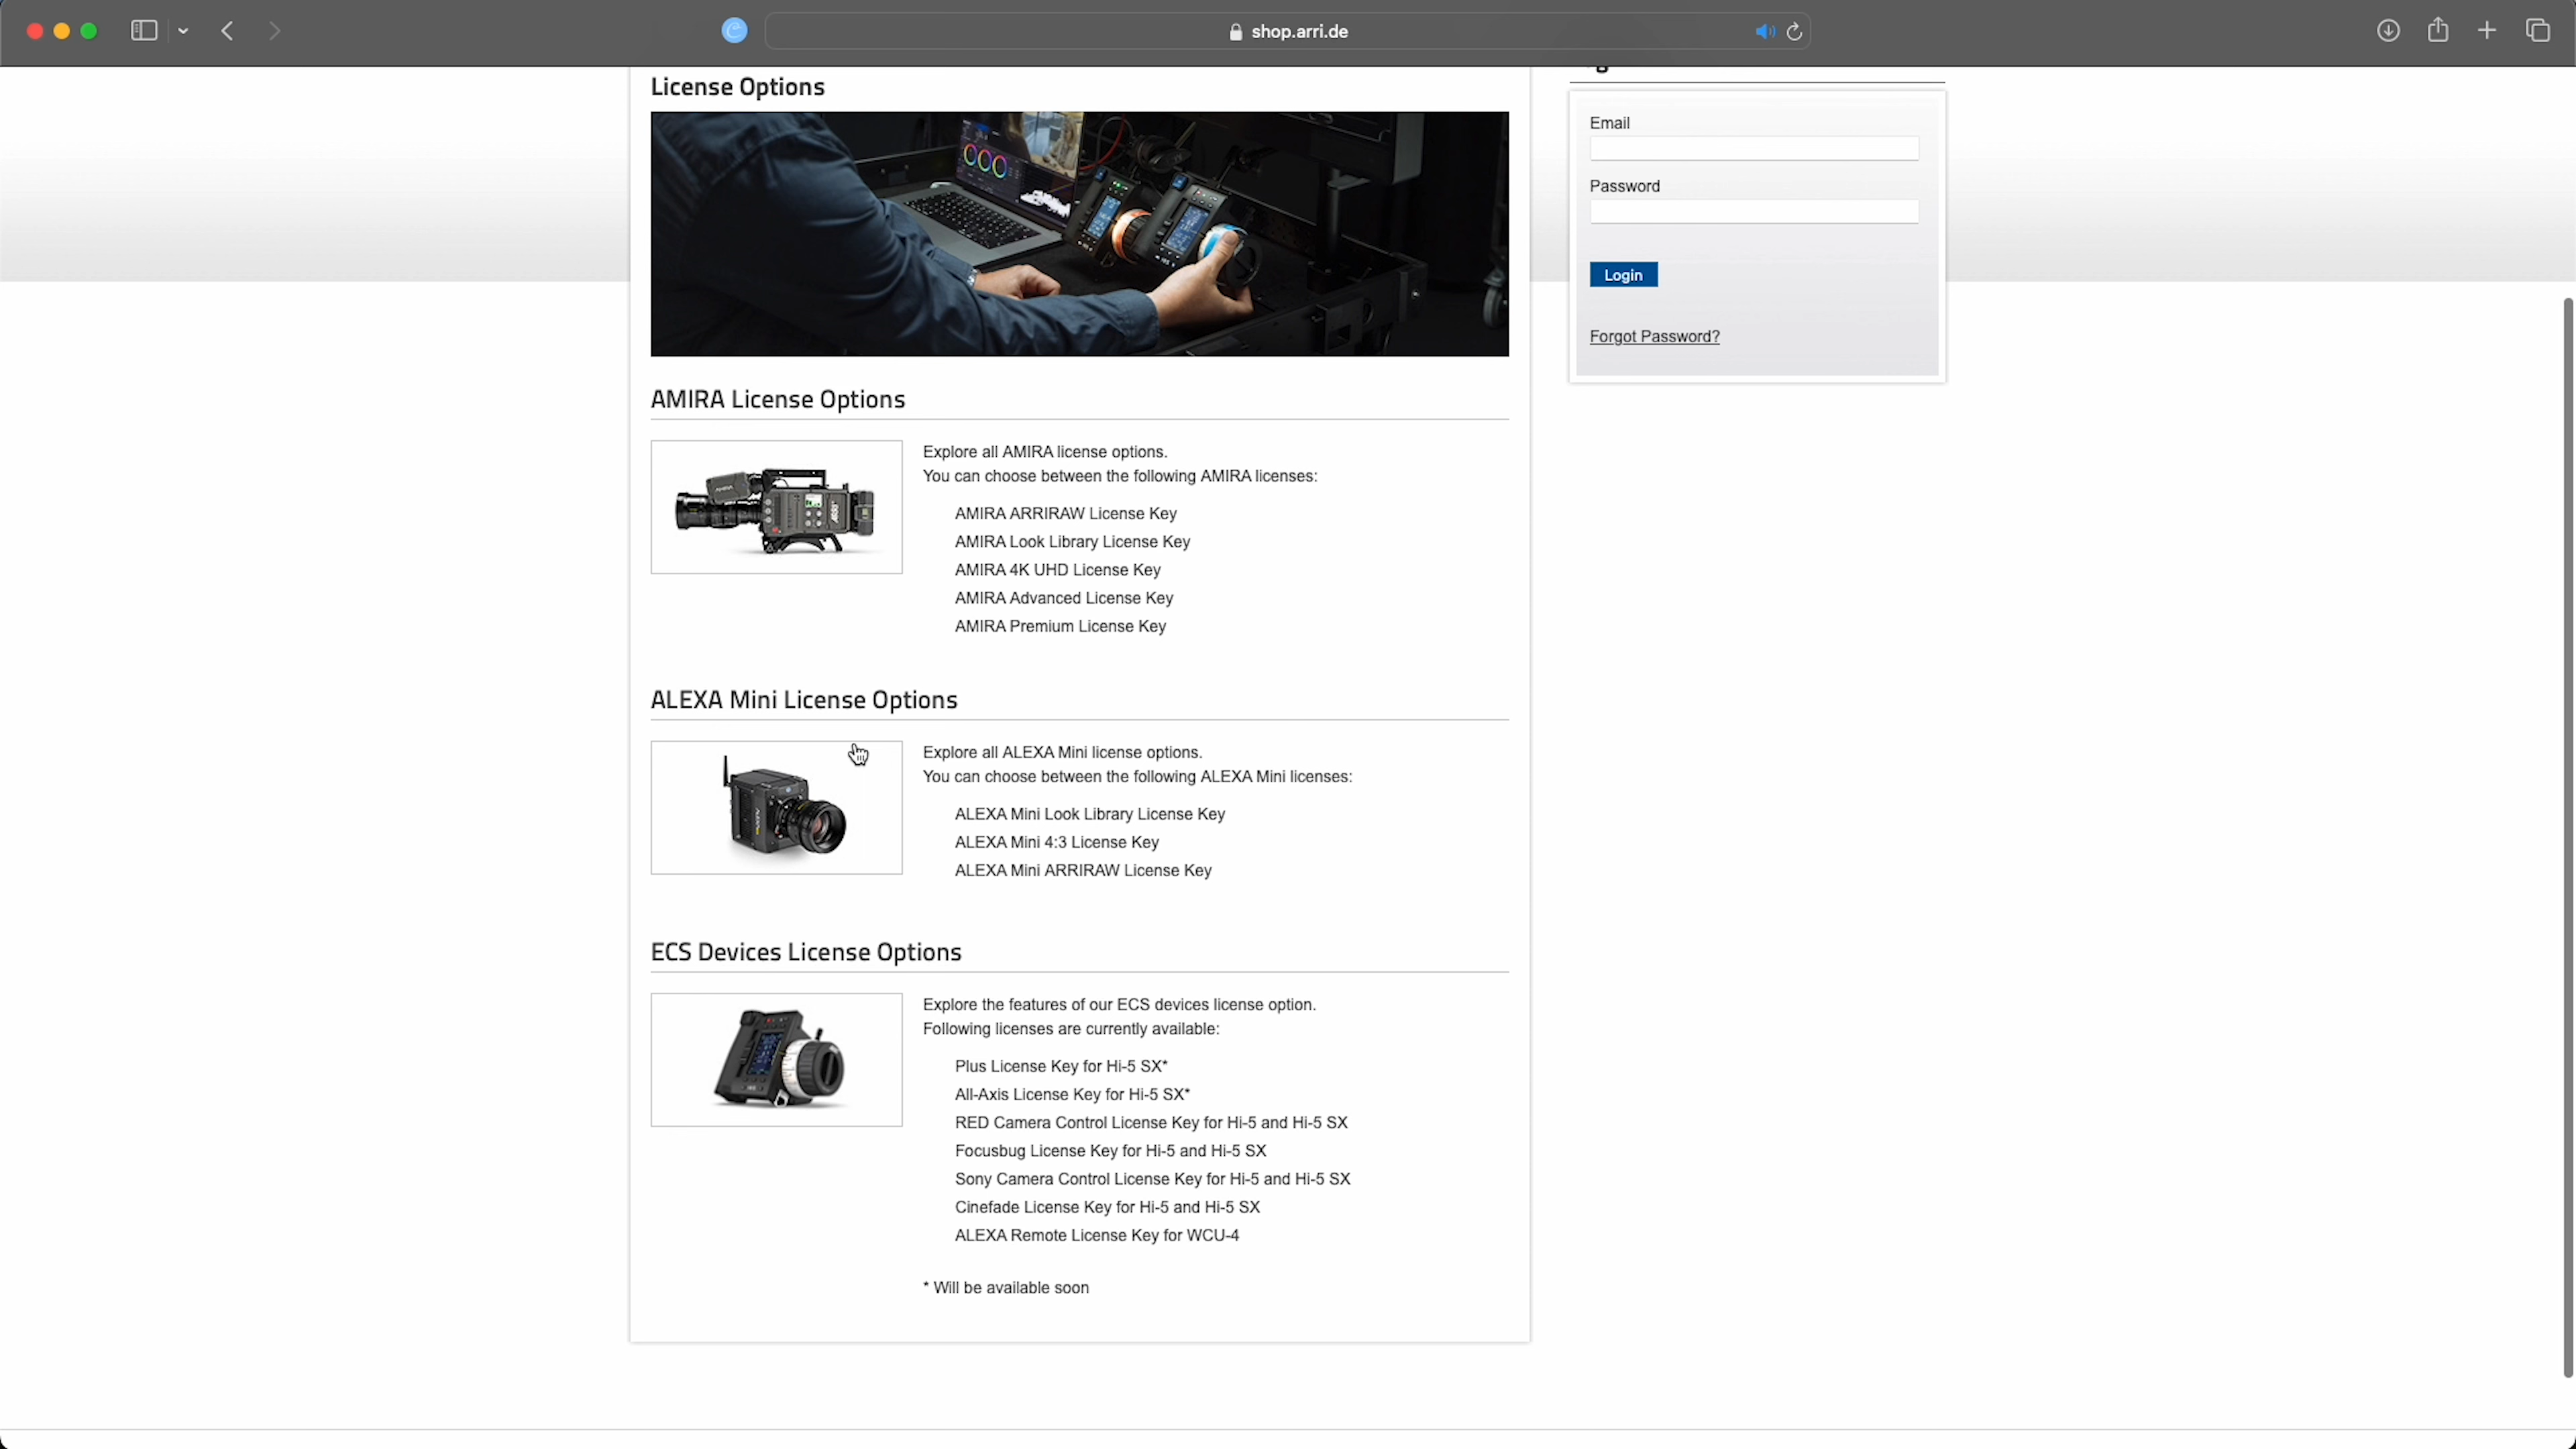 shop.arri.de
License Options
Email
Password
Login
Forgot Password?
AMIRA License Options
Explore all AMIRA license options.
You can choose between the following AMIRA licenses:
AMIRA ARRIRAW License Key
AMIRA Look Library License Key
AMIRA 4K UHD License Key
AMIRA Advanced License Key
AMIRA Premium License Key
ALEXA Mini License Options
Explore all ALEXA Mini license options.
You can choose between the following ALEXA Mini licenses:
ALEXA Mini Look Library License Key
ALEXA Mini 4:3 License Key
ALEXA Mini ARRIRAW License Key
ECS Devices License Options
Explore the features of our ECS devices license option.
Following licenses are currently available:
Plus License Key for Hi-5 SX*
All-Axis License Key for Hi-5 SX*
RED Camera Control License Key for Hi-5 and Hi-5 SX
Focusbug License Key for Hi-5 and Hi-5 SX
Sony Camera Control License Key for Hi-5 and Hi-5 SX
Cinefade License Key for Hi-5 and Hi-5 SX
ALEXA Remote License Key for WCU-4
* Will be available soon